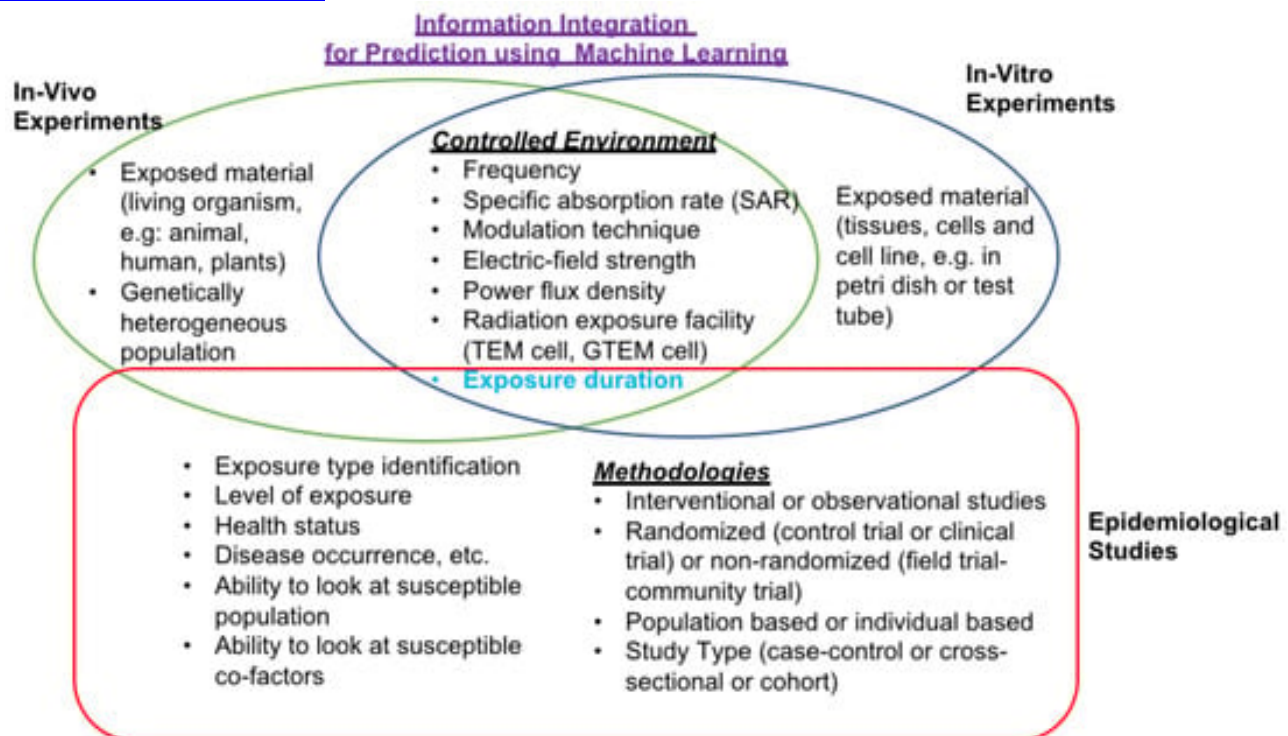 Information Integration
for Prediction using Machine Learning
In-Vivo
Experiments
• Exposed material
(living organism,
e.g: animal,
human, plants)
• Genetically
heterogeneous
population
Controlled Environment
• Frequency
• Specific absorption rate (SAR)
• Modulation technique
• Electric-field strength
• Power flux density
• Radiation exposure facility
(TEM cell, GTEM cell)
• Exposure duration
In-Vitro
Experiments
Exposed material
(tissues, cells and
cell line, e.g. in
petri dish or test
tube)
• Exposure type identification
• Level of exposure
• Health status
• Disease occurrence, etc.
• Ability to look at susceptible
population
• Ability to look at susceptible
co-factors
Methodologies
• Interventional or observational studies
• Randomized (control trial or clinical
trial) or non-randomized (field trial-
community trial)
• Population based or individual based
• Study Type (case-control or cross-
sectional or cohort)
Epidemiological
Studies